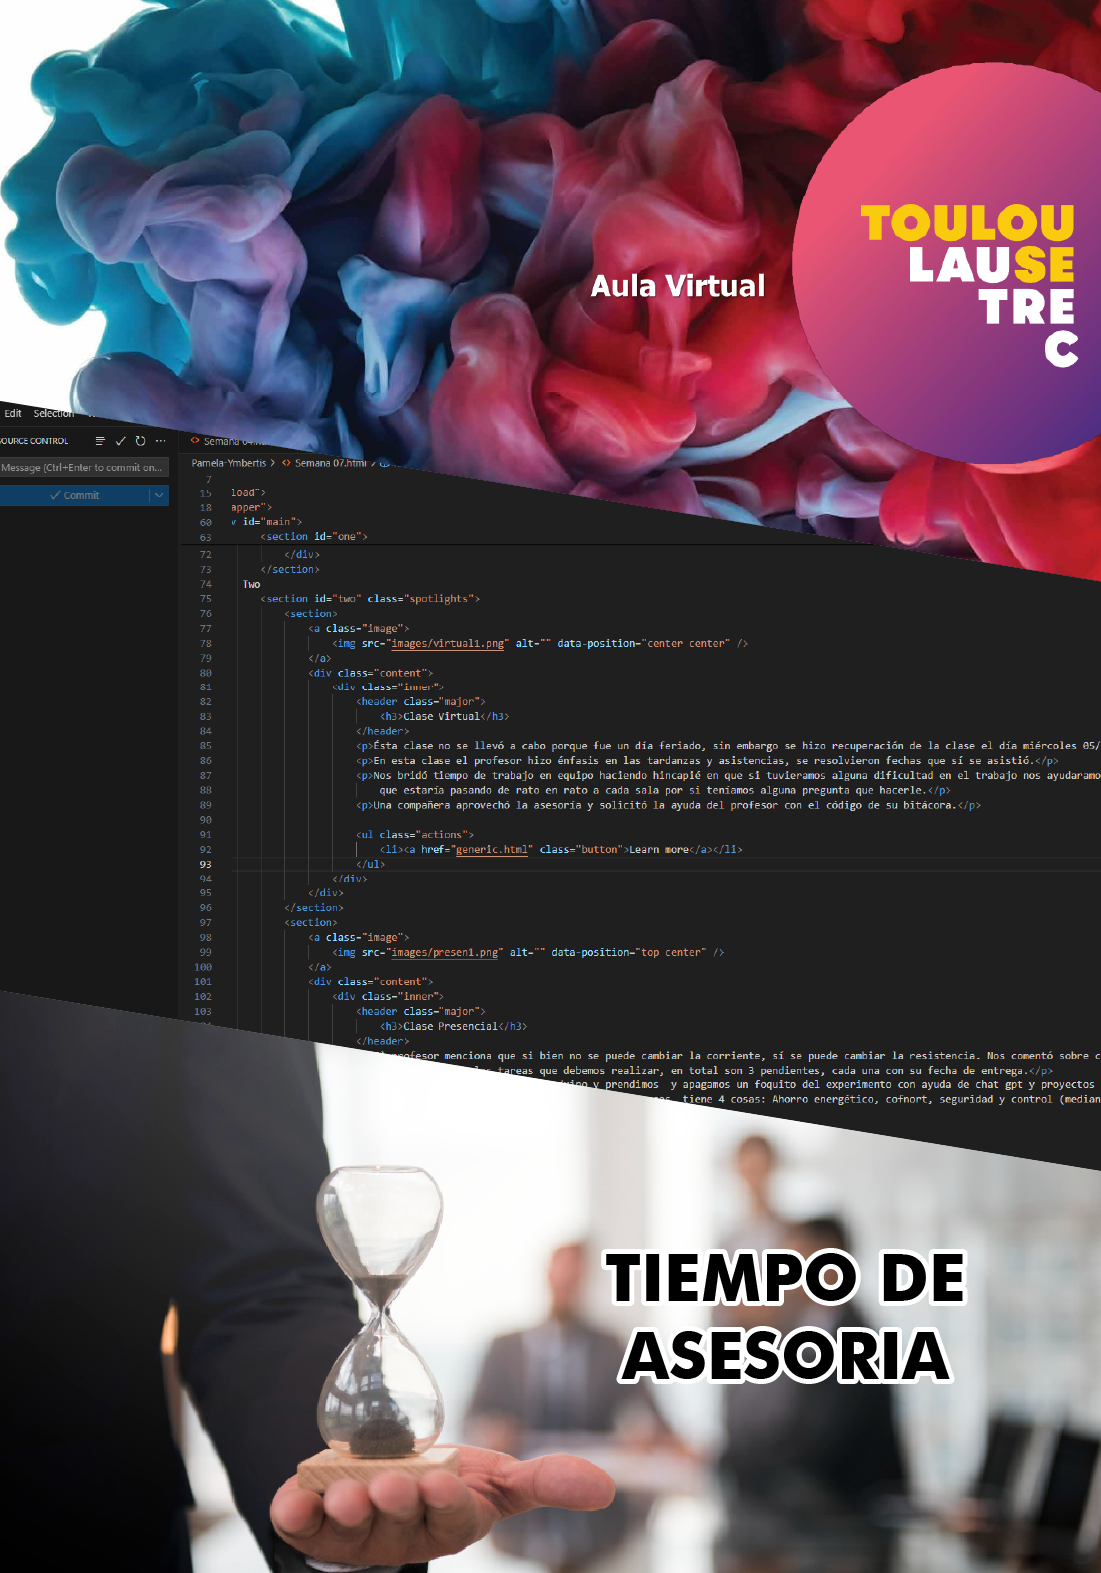 Aula Virtual
TOULOU
LAUSE
TRE
C
Edit Selection
SOURCE CONTROL
Message (Ctrl+Enter to commit on...
Commit
Semana 04.
Pamela-Ymbertis > Semana 07.html >
7
15 load">
18 apper">
60 v id="main">
63 <section id="one">
72 </div>
73 </section>
74 Two
75 <section id="two" class="spotlights">
76 <section>
77 <a class="image">
78 <img src="images/virtual1.png" alt="" data-position="center center" />
79 </a>
80 <div class="content">
81 <div class="inner">
82 <header class="major">
83 <h3>Clase Virtual</h3>
84 </header>
85 <p>Ésta clase no se llevó a cabo porque fue un día feriado, sin embargo se hizo recuperación de la clase el día miércoles 05/
86 <p>En esta clase el profesor hizo énfasis en las tardanzas y asistencias, se resolvieron fechas que sí se asistió.</p>
87 <p>Nos bridó tiempo de trabajo en equipo haciendo hincapié en que si tuvieramos alguna dificultad en el trabajo nos ayudaramo
88 que estaría pasando de rato en rato a cada sala por si teníamos alguna pregunta que hacerle.</p>
89 <p>Una compañera aprovechó la asesoría y solicitó la ayuda del profesor con el código de su bitácora.</p>
90
91 <ul class="actions">
92 <li><a href="generic.html" class="button">Learn more</a></li>
93 </ul>
94 </div>
95 </div>
96 </section>
97 <section>
98 <a class="image">
99 <img src="images/presen1.png" alt="" data-position="top center" />
100 </a>
101 <div class="content">
102 <div class="inner">
103 <header class="major">
<h3>Clase Presencial</h3>
</header>
profesor menciona que si bien no se puede cambiar la corriente, sí se puede cambiar la resistencia. Nos comentó sobre c
tareas que debemos realizar, en total son 3 pendientes, cada una con su fecha de entrega.</p>
y prendimos y apagamos un foquito del experimento con ayuda de chat gpt y proyectos
tiene 4 cosas: Ahorro energético, cofnort, seguridad y control (median
TIEMPO DE
ASESORIA